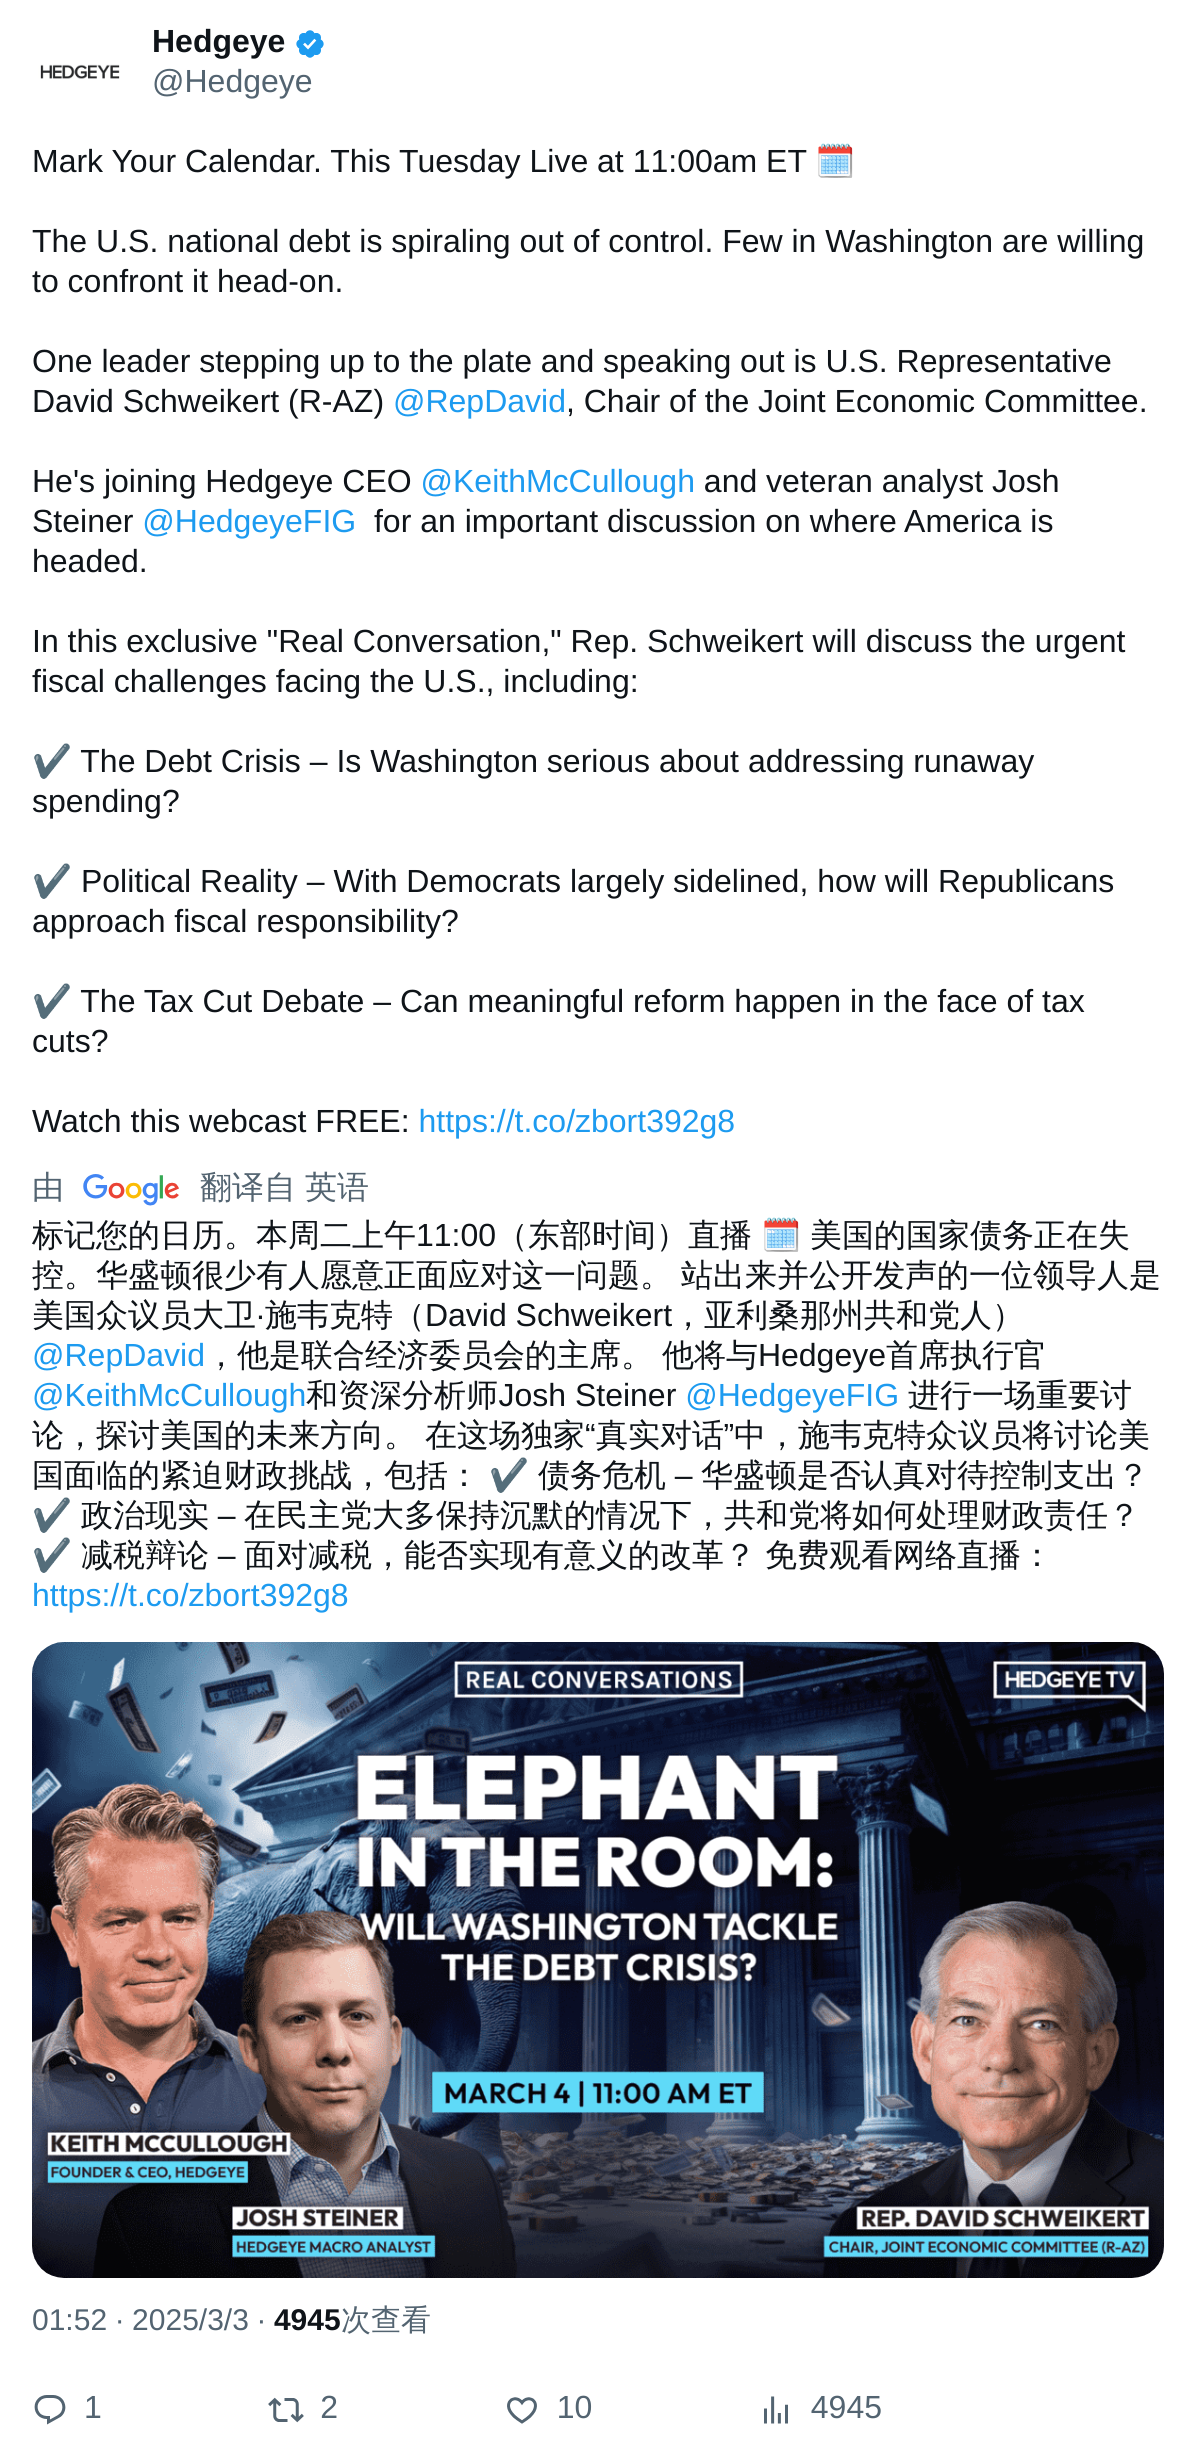 HEDGEYE
Hedgeye
@Hedgeye
Mark Your Calendar. This Tuesday Live at 11:00am ET 🗓️
The U.S. national debt is spiraling out of control. Few in Washington are willing
to confront it head-on.
One leader stepping up to the plate and speaking out is U.S. Representative
David Schweikert (R-AZ) @RepDavid, Chair of the Joint Economic Committee.
He's joining Hedgeye CEO @KeithMcCullough and veteran analyst Josh
Steiner @HedgeyeFIG  for an important discussion on where America is
headed.
In this exclusive "Real Conversation," Rep. Schweikert will discuss the urgent
fiscal challenges facing the U.S., including:
✔️ The Debt Crisis – Is Washington serious about addressing runaway
spending?
✔️ Political Reality – With Democrats largely sidelined, how will Republicans
approach fiscal responsibility?
✔️ The Tax Cut Debate – Can meaningful reform happen in the face of tax
cuts?
Watch this webcast FREE: https://t.co/zbort392g8
由 Google 翻译自 英语
标记您的日历。本周二上午11:00（东部时间）直播 🗓️ 美国的国家债务正在失
控。华盛顿很少有人愿意正面应对这一问题。 站出来并公开发声的一位领导人是
美国众议员大卫·施韦克特（David Schweikert，亚利桑那州共和党人）
@RepDavid，他是联合经济委员会的主席。 他将与Hedgeye首席执行官
@KeithMcCullough和资深分析师Josh Steiner @HedgeyeFIG 进行一场重要讨
论，探讨美国的未来方向。 在这场独家“真实对话”中，施韦克特众议员将讨论美
国面临的紧迫财政挑战，包括： ✔️ 债务危机 – 华盛顿是否认真对待控制支出？
✔️ 政治现实 – 在民主党大多保持沉默的情况下，共和党将如何处理财政责任？
✔️ 减税辩论 – 面对减税，能否实现有意义的改革？ 免费观看网络直播：
https://t.co/zbort392g8
REAL CONVERSATIONS
HEDGEYE TV
ELEPHANT
IN THE ROOM:
WILL WASHINGTON TACKLE
THE DEBT CRISIS?
MARCH 4 | 11:00 AM ET
KEITH MCCULLOUGH
FOUNDER & CEO, HEDGEYE
JOSH STEINER
HEDGEYE MACRO ANALYST
REP. DAVID SCHWEIKERT
CHAIR, JOINT ECONOMIC COMMITTEE (R-AZ)
01:52 · 2025/3/3 · 4945次查看
1 2 10 4945